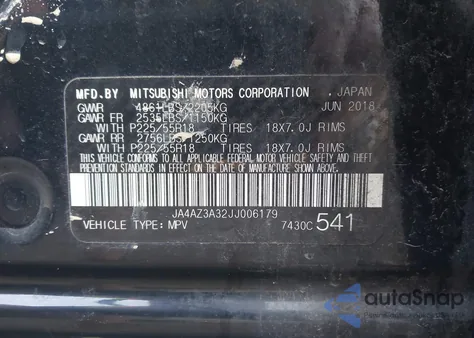 MFD.BY MITSUBISHI MOTORS CORPORATION , JAPAN
GVWR 4861LBS/2205KG JUN 2018
GAWR FR 2535LBS/1150KG
WITH P225/55R18 TIRES 18X7.0J RIMS
GAWR RR 2756LBS/1250KG
WITH P225/55R18 TIRES 18X7.0J RIMS
THIS VEHICLE CONFORMS TO ALL APPLICABLE
FEDERAL MOTOR VEHICLE SAFETY, BUMPER AND THEFT
PREVENTION STANDARDS IN EFFECT ON THE DATE OF
MANUFACTURE SHOWN ABOVE.
JA4AZ3A32JJ006179
VEHICLE TYPE:MPV 7430C 541
autoSnap